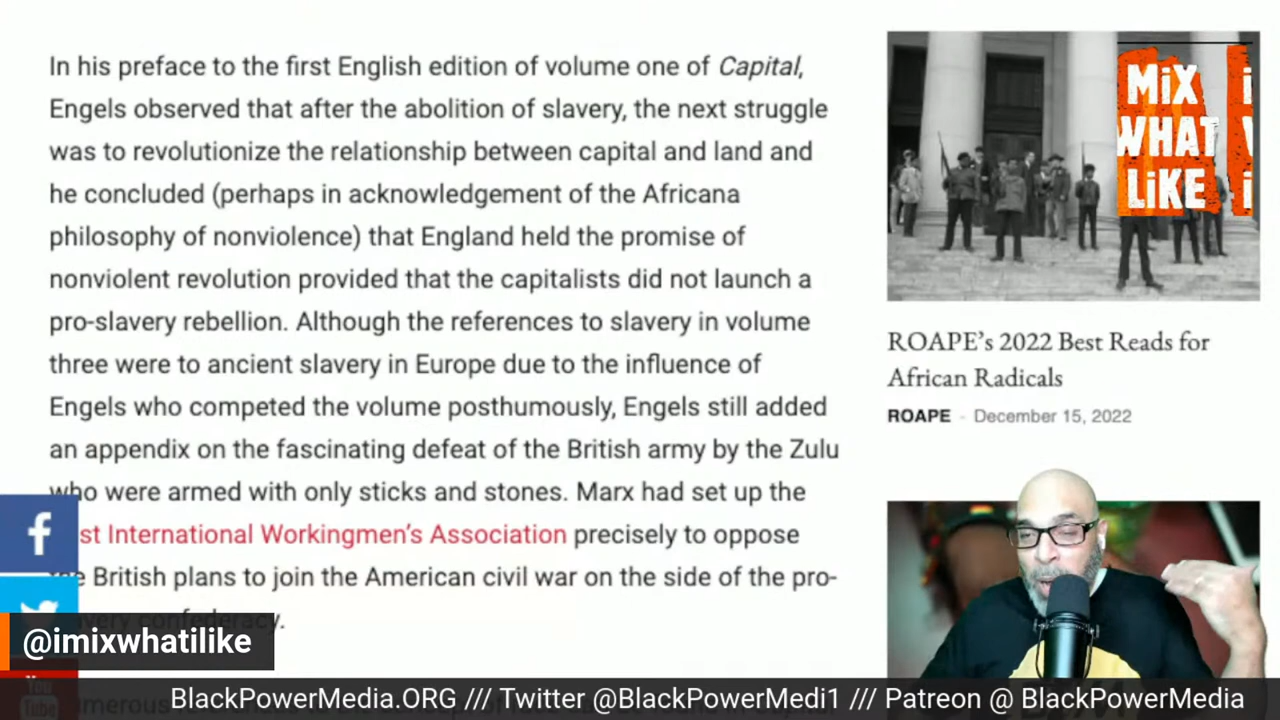 In his preface to the first English edition of volume one of Capital,
Engels observed that after the abolition of slavery, the next struggle
was to revolutionize the relationship between capital and land and
he concluded (perhaps in acknowledgement of the Africana
philosophy of nonviolence) that England held the promise of
nonviolent revolution provided that the capitalists did not launch a
pro-slavery rebellion. Although the references to slavery in volume
three were to ancient slavery in Europe due to the influence of
Engels who competed the volume posthumously, Engels still added
an appendix on the fascinating defeat of the British army by the Zulu
who were armed with only sticks and stones. Marx had set up the
st International Workingmen’s Association precisely to oppose
the British plans to join the American civil war on the side of the pro-
slavery confederacy.
MiX
WHAT
LiKE
i
i
ROAPE’s 2022 Best Reads for
African Radicals
ROAPE - December 15, 2022
f
You
Tube
@imixwhatilike
BlackPowerMedia.ORG /// Twitter @BlackPowerMedi1 /// Patreon @ BlackPowerMedia